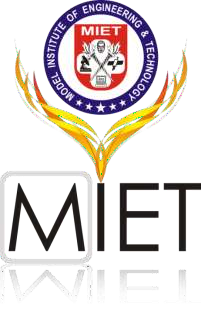 MODEL INSTITUTE OF ENGINEERING & TECHNOLOGY
MIET
MIET